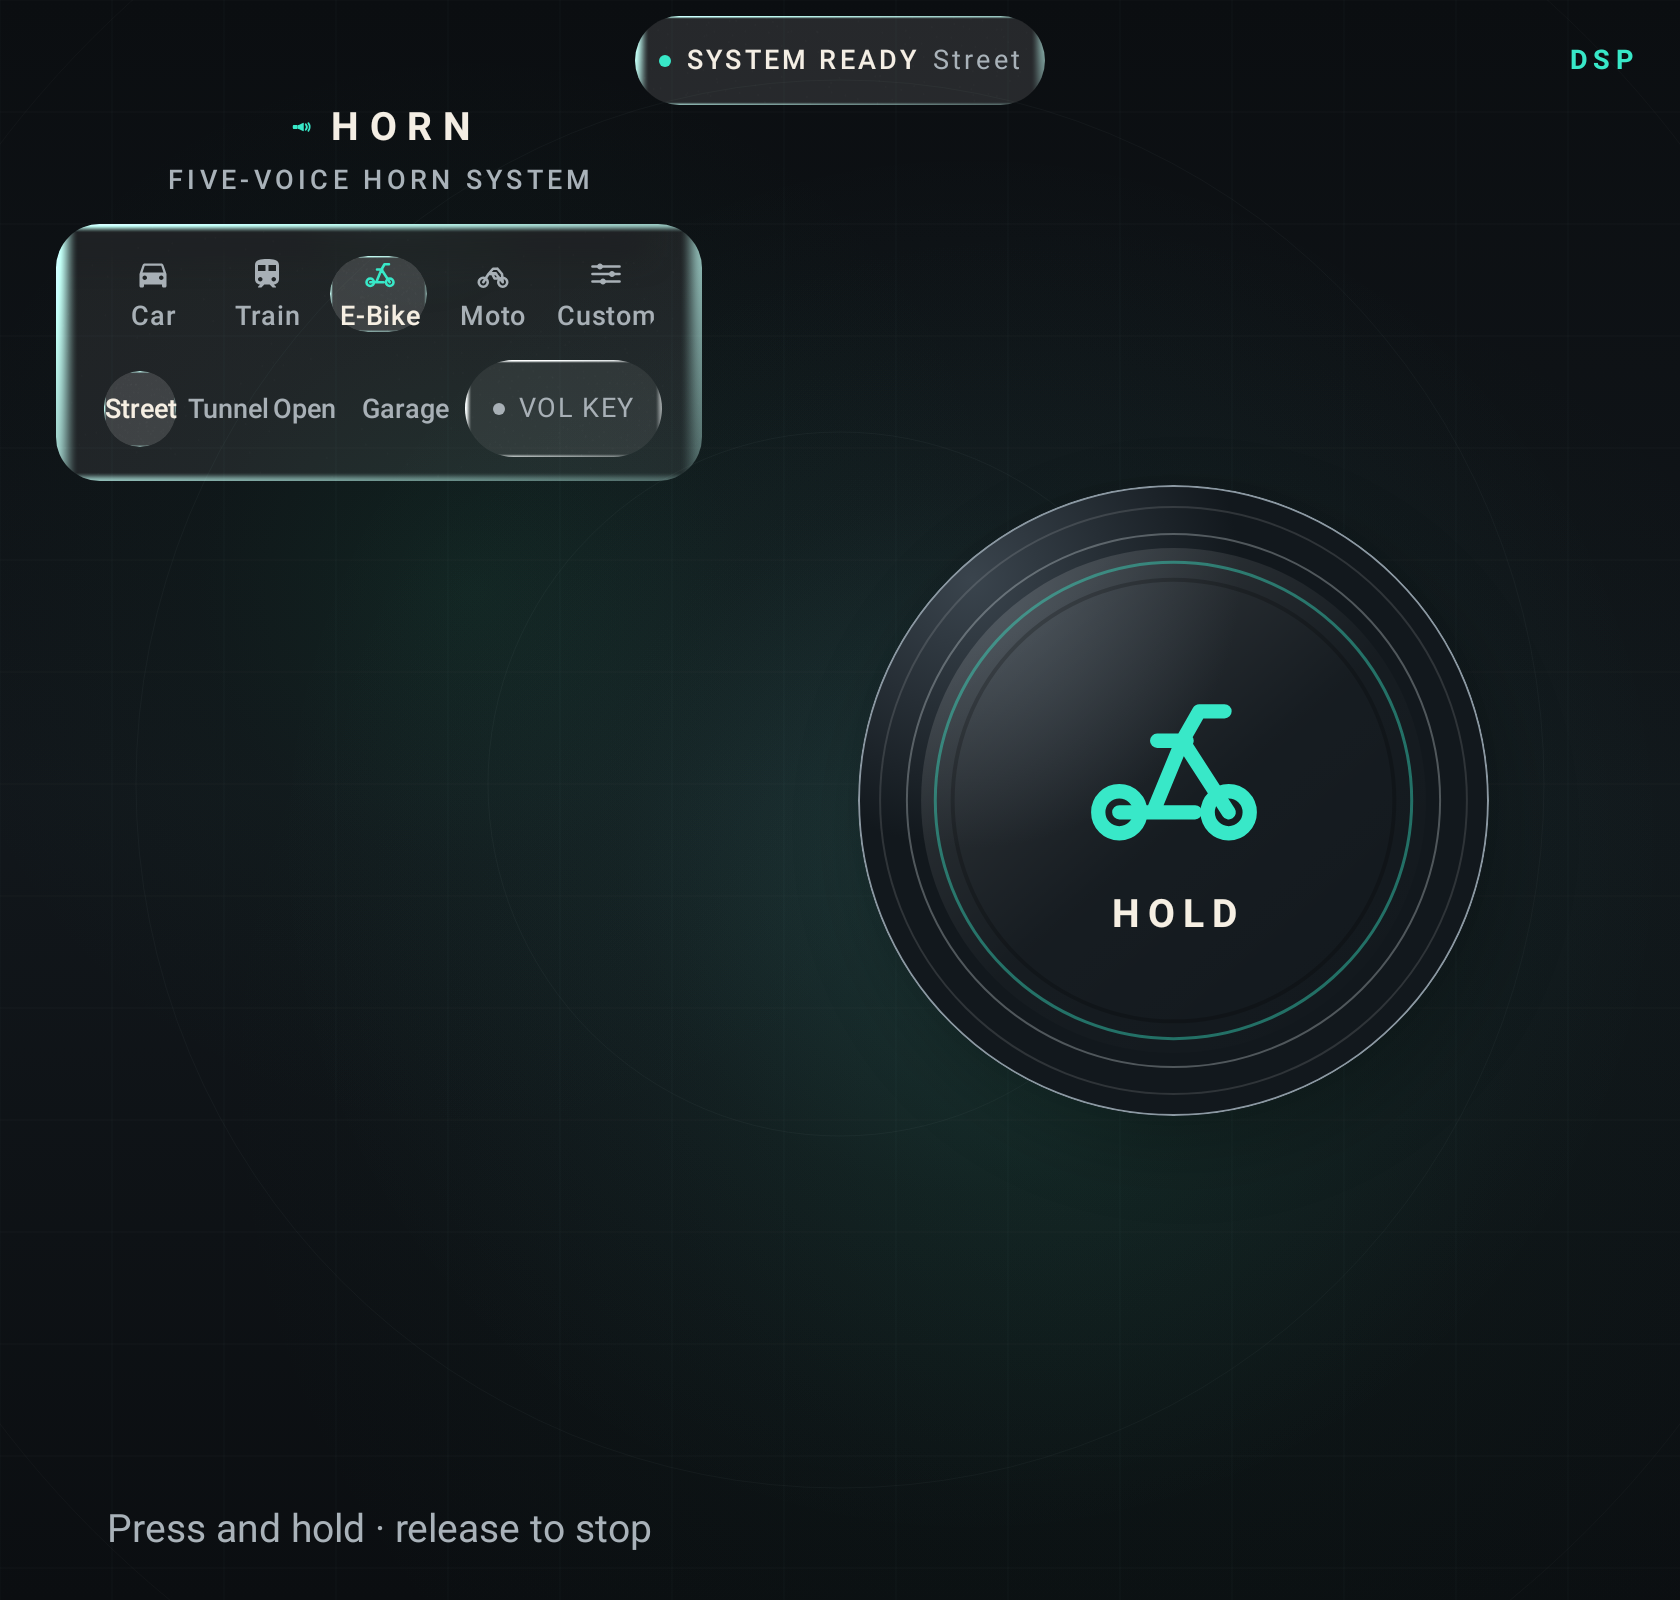 SYSTEM READY Street
DSP
HORN
FIVE-VOICE HORN SYSTEM
Car Train E-Bike Moto Custom
Street Tunnel Open Garage VOL KEY
HOLD
Press and hold · release to stop